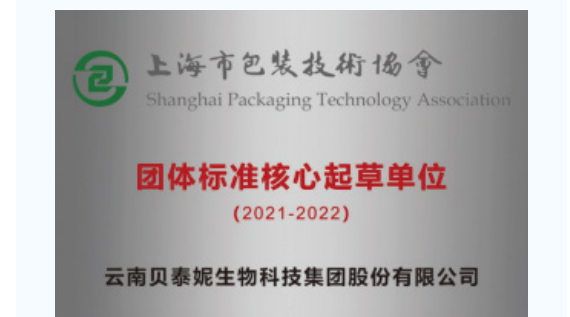 上海市包装技術協會
Shanghai Packaging Technology Association
团体标准核心起草单位
(2021-2022)
云南贝泰妮生物科技集团股份有限公司